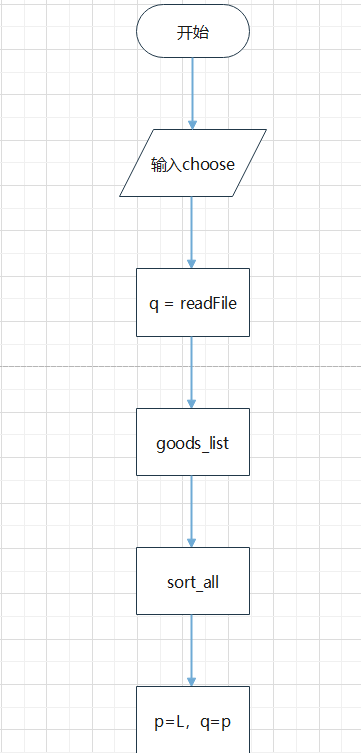 开始
输入choose
q = readFile
goods_list
sort_all
p=L，q=p